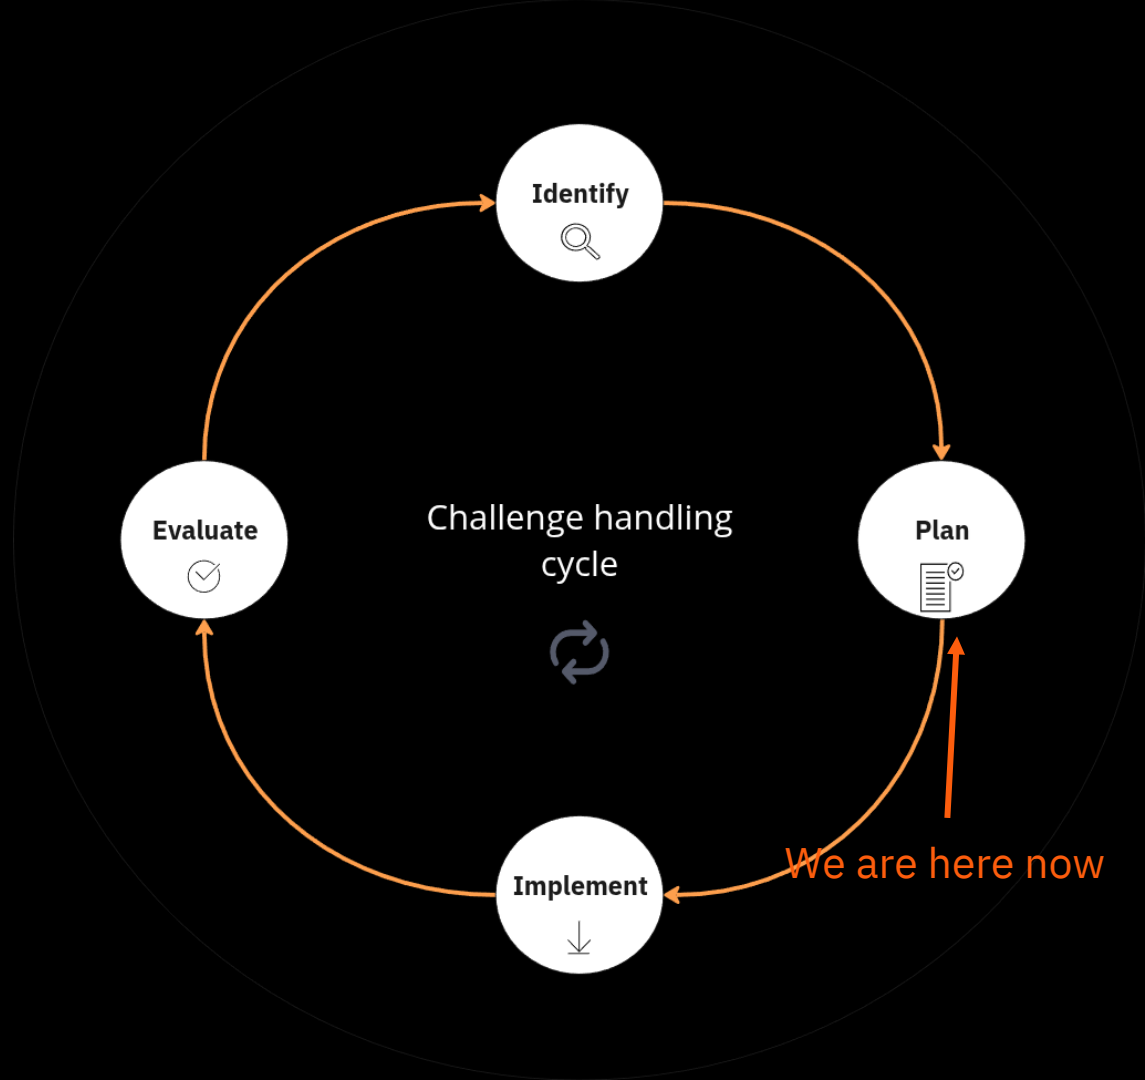 Identify
Evaluate
Challenge handling
cycle
Plan
Implement
We are here now